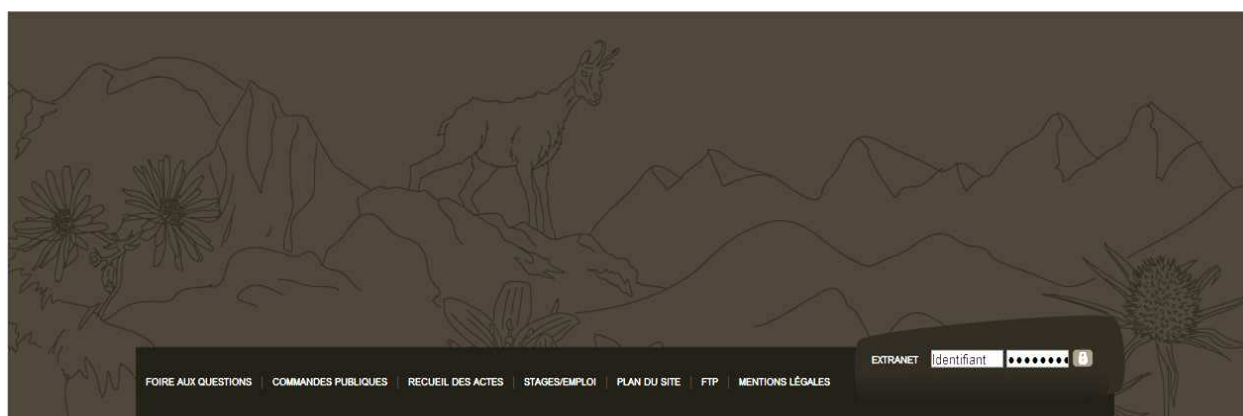 EXTRANET Identifiant ••••••••
FOIRE AUX QUESTIONS | COMMANDES PUBLIQUES | RECUEIL DES ACTES | STAGES/EMPLOI | PLAN DU SITE | FTP | MENTIONS LÉGALES